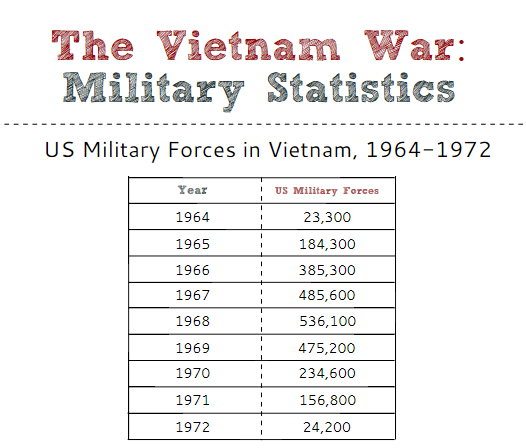 The Vietnam War:
Military Statistics
US Military Forces in Vietnam, 1964-1972
Year US Military Forces
1964 23,300
1965 184,300
1966 385,300
1967 485,600
1968 536,100
1969 475,200
1970 234,600
1971 156,800
1972 24,200